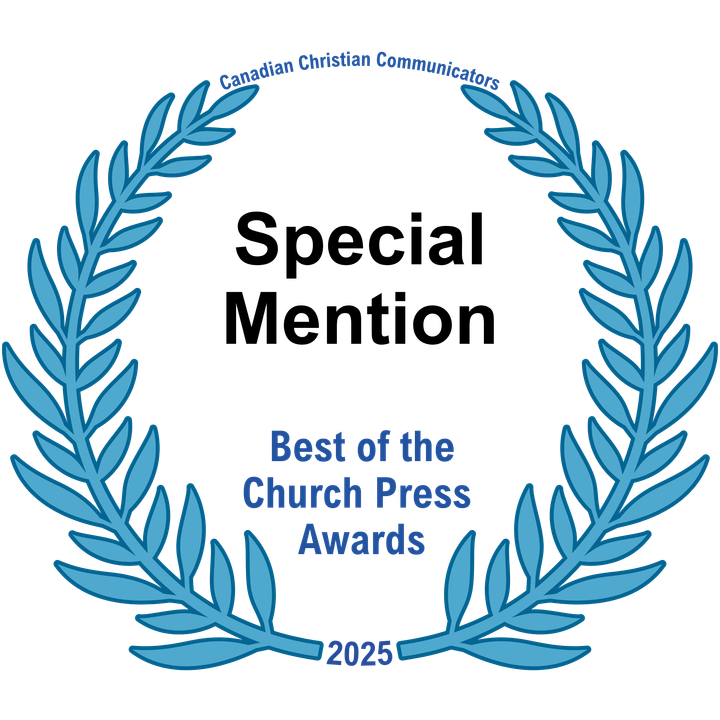 Canadian Christian Communicators
Special
Mention
Best of the
Church Press
Awards
2025